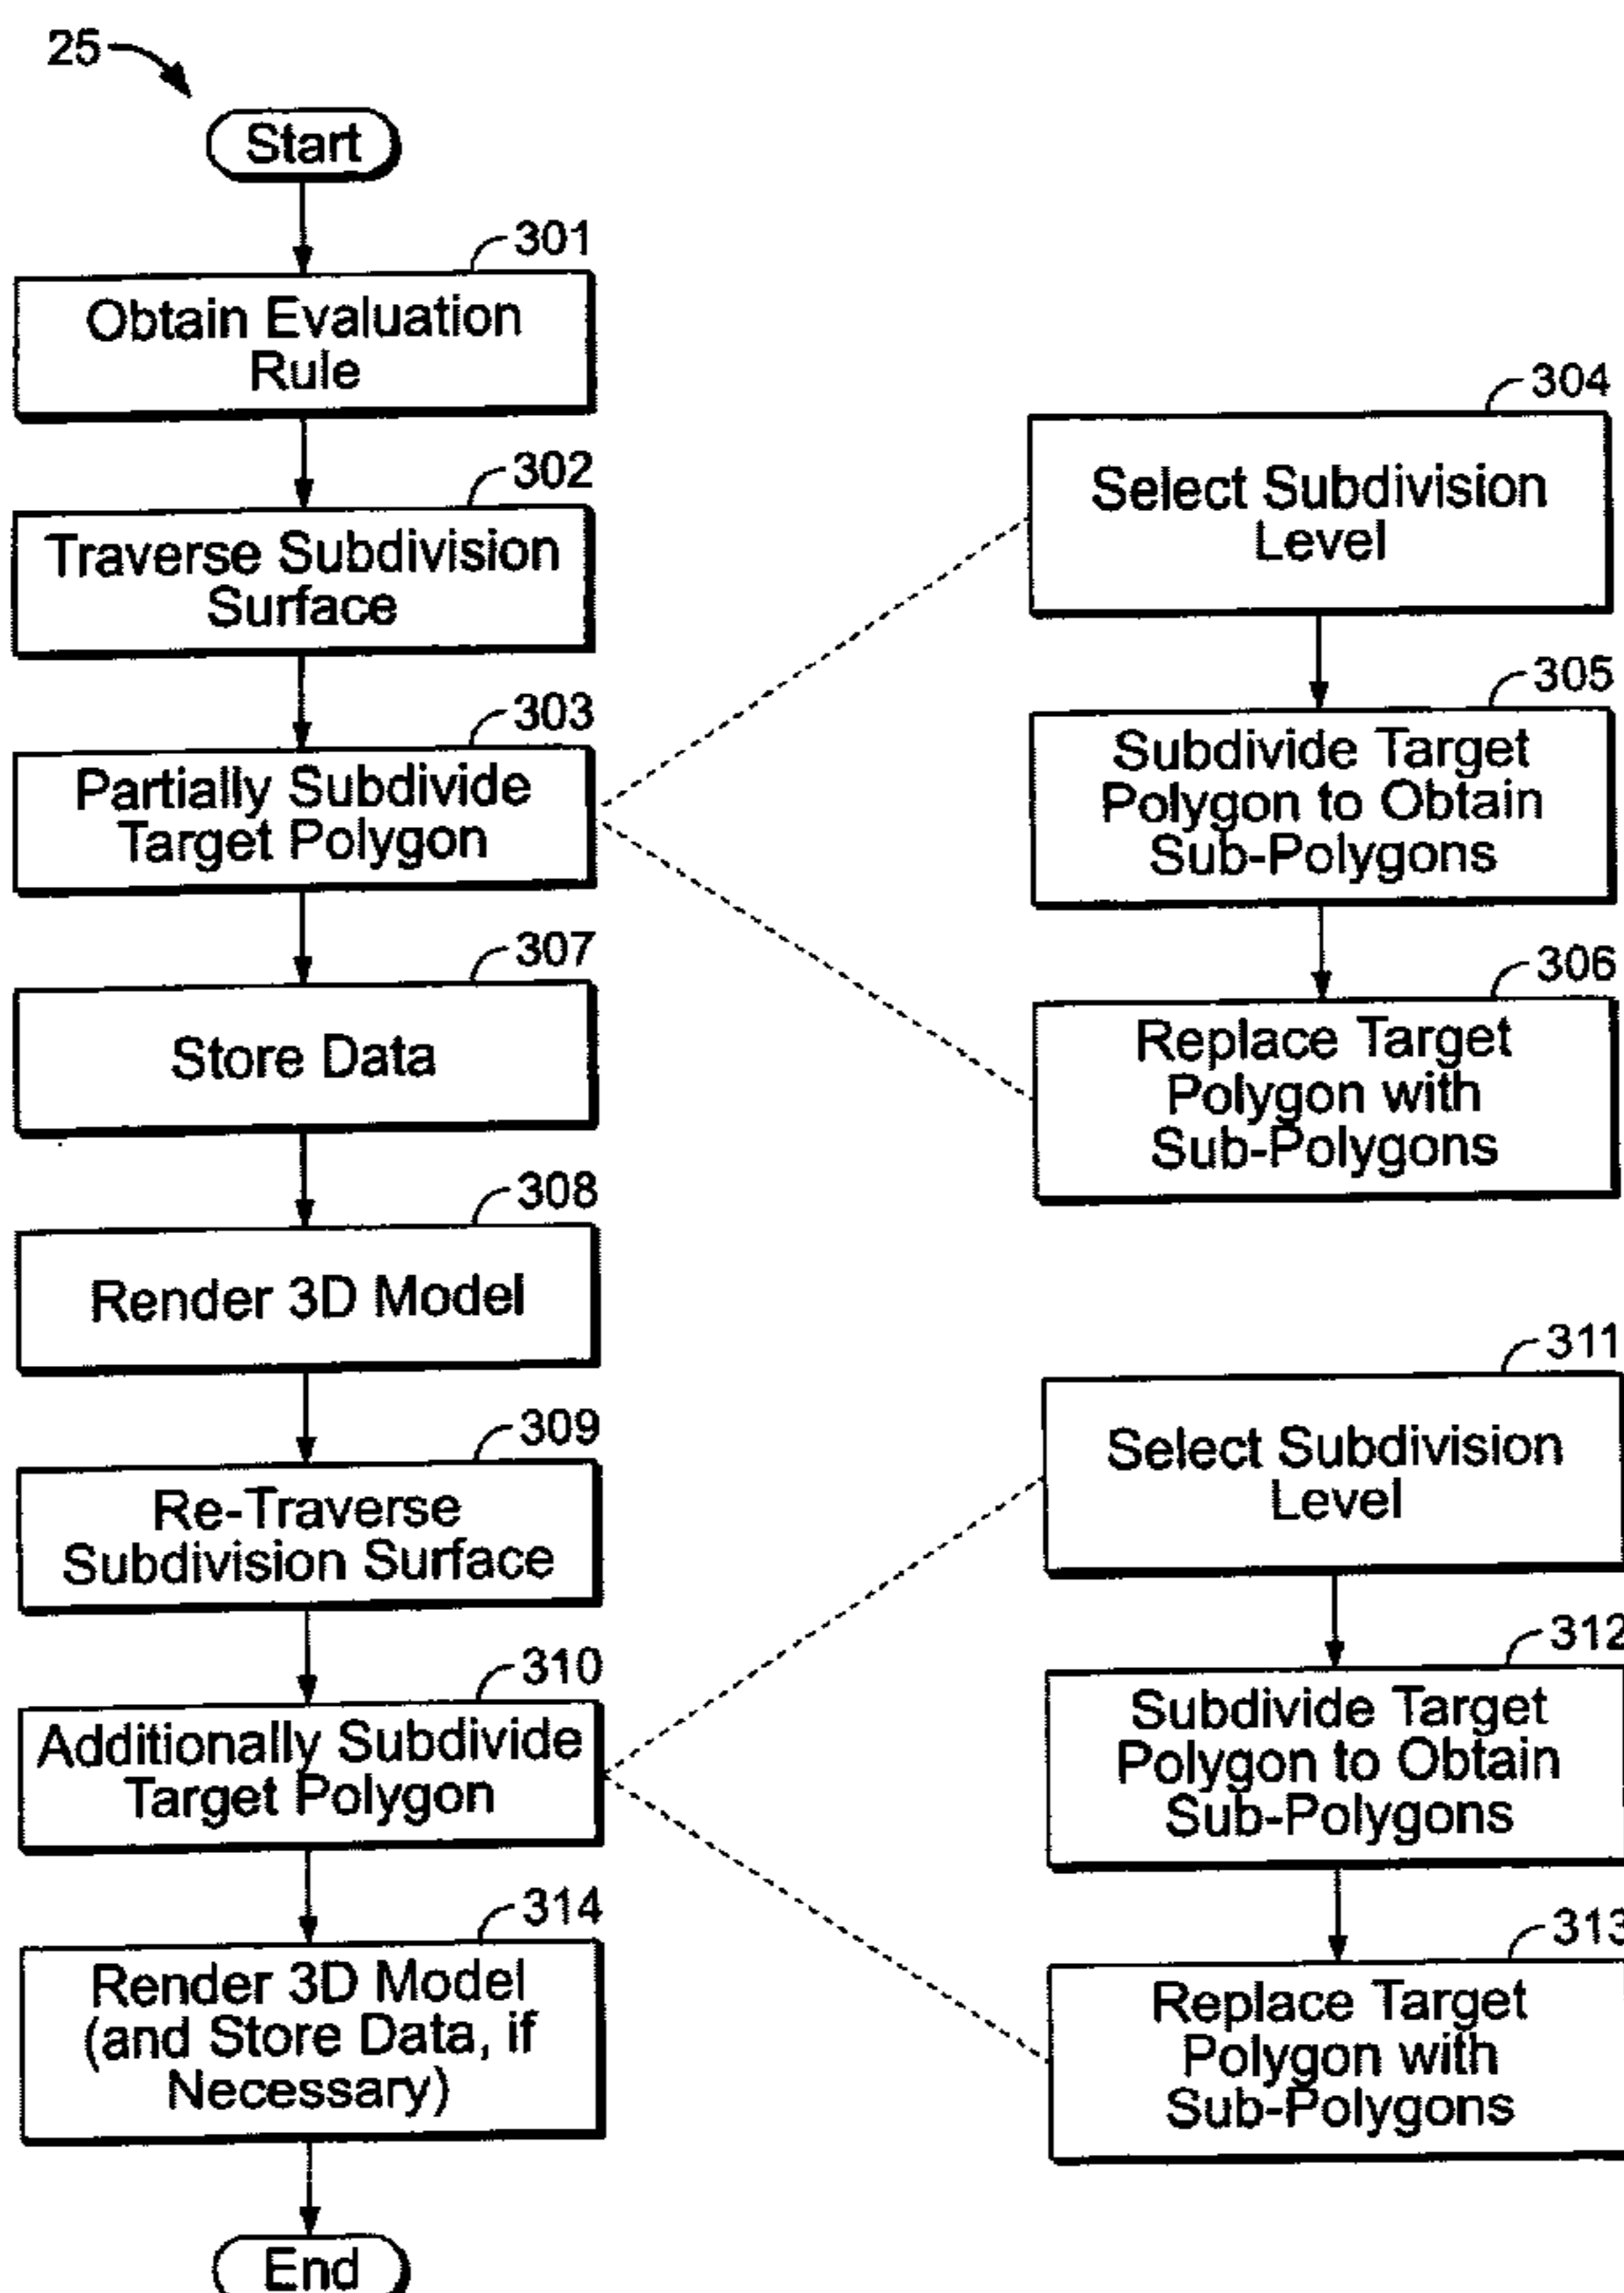 25
Start
301
Obtain Evaluation
Rule
302
Traverse Subdivision
Surface
303
Partially Subdivide
Target Polygon
304
Select Subdivision
Level
305
Subdivide Target
Polygon to Obtain
Sub-Polygons
306
Replace Target
Polygon with
Sub-Polygons
307
Store Data
308
Render 3D Model
309
Re-Traverse
Subdivision Surface
310
Additionally Subdivide
Target Polygon
311
Select Subdivision
Level
312
Subdivide Target
Polygon to Obtain
Sub-Polygons
313
Replace Target
Polygon with
Sub-Polygons
314
Render 3D Model
(and Store Data, if
Necessary)
End